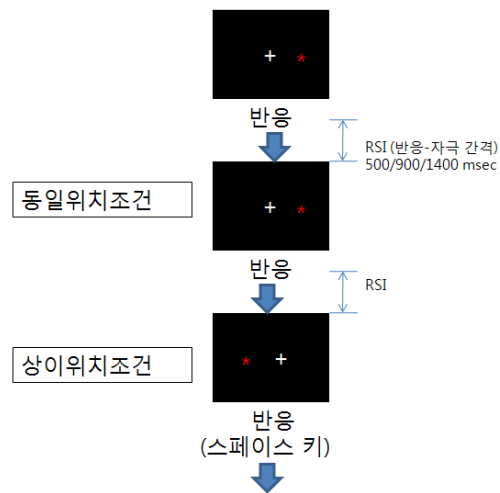 + *
반응
RSI (반응-자극 간격)
500/900/1400 msec
동일위치조건
+ *
반응
RSI
상이위치조건
* +
반응
(스페이스 키)